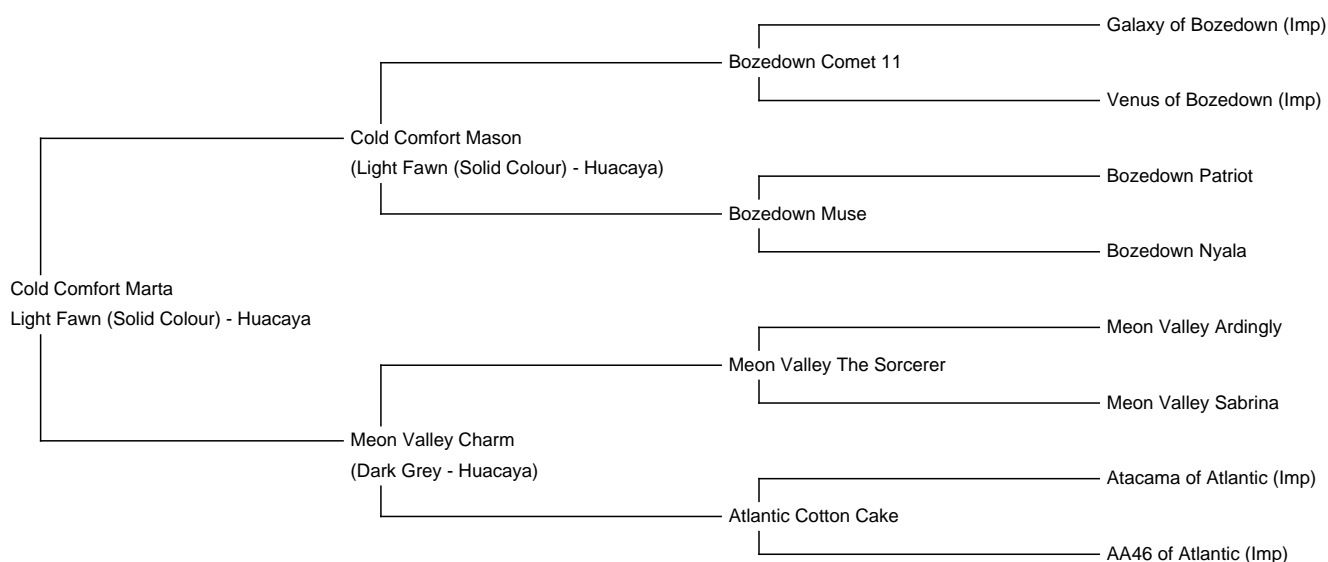 Galaxy of Bozedown (Imp)
Bozedown Comet 11
Venus of Bozedown (Imp)
Cold Comfort Mason
(Light Fawn (Solid Colour) - Huacaya)
Bozedown Patriot
Bozedown Muse
Bozedown Nyala
Cold Comfort Marta
Light Fawn (Solid Colour) - Huacaya
Meon Valley Ardingly
Meon Valley The Sorcerer
Meon Valley Sabrina
Meon Valley Charm
(Dark Grey - Huacaya)
Atacama of Atlantic (Imp)
Atlantic Cotton Cake
AA46 of Atlantic (Imp)